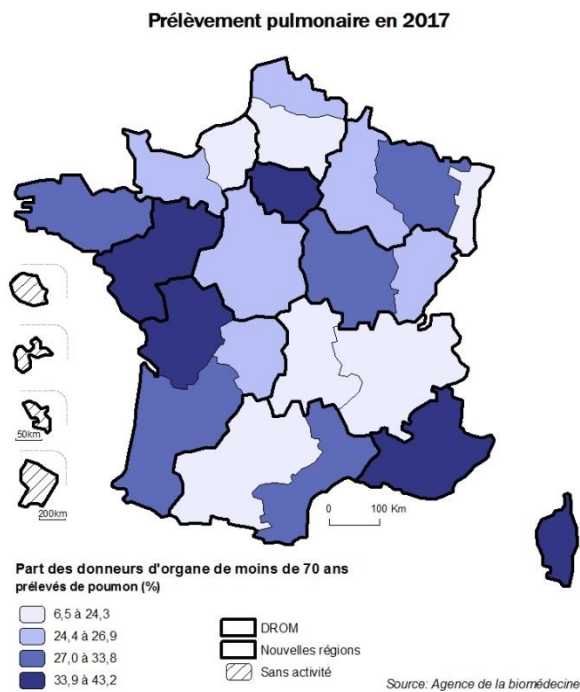 Prélèvement pulmonaire en 2017
50km
200km
0 100 Km
Part des donneurs d'organe de moins de 70 ans
prélevés de poumon (%)
6,5 à 24,3
24,4 à 26,9
27,0 à 33,8
33,9 à 43,2
DROM
Nouvelles régions
Sans activité
Source: Agence de la biomédecine